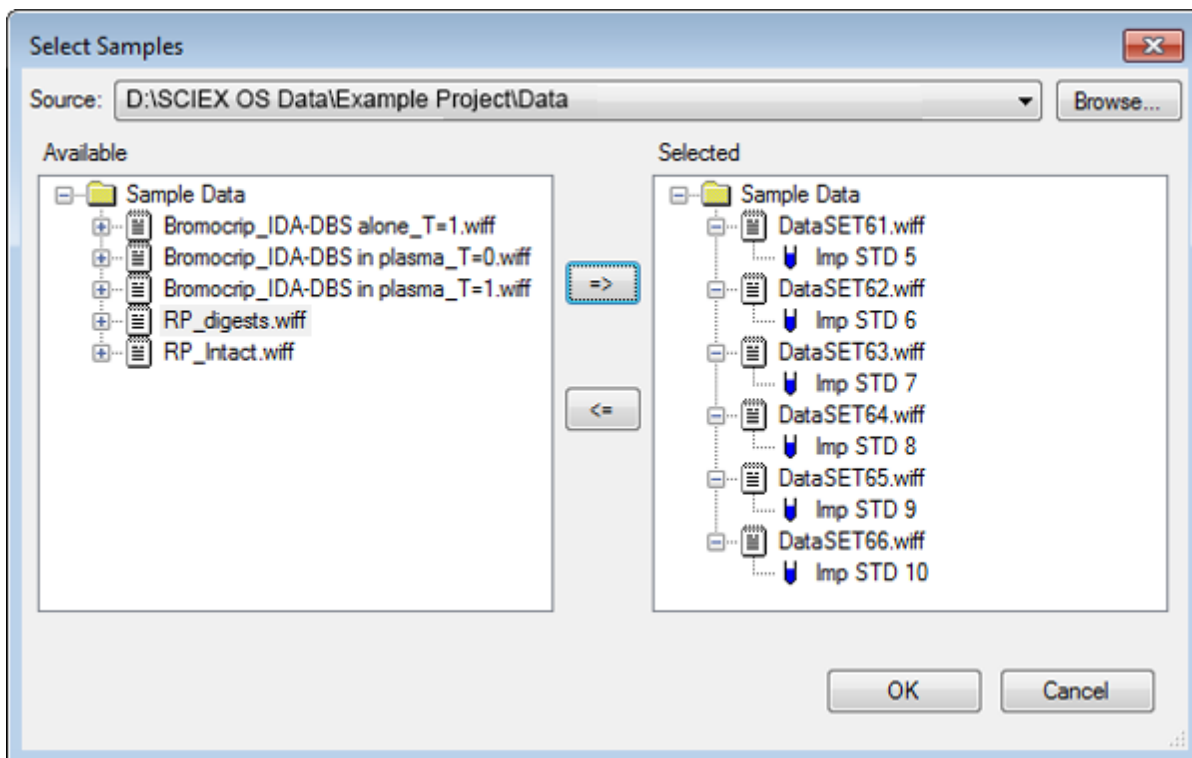 Select Samples
Source: D:\SCIEX OS Data\Example Project\Data Browse...
Available
Sample Data
Bromocrip_IDA-DBS alone_T=1.wiff
Bromocrip_IDA-DBS in plasma_T=0.wiff
Bromocrip_IDA-DBS in plasma_T=1.wiff
RP_digests.wiff
RP_Intact.wiff
=>
<=
Selected
Sample Data
DataSET61.wiff
Imp STD 5
DataSET62.wiff
Imp STD 6
DataSET63.wiff
Imp STD 7
DataSET64.wiff
Imp STD 8
DataSET65.wiff
Imp STD 9
DataSET66.wiff
Imp STD 10
OK Cancel